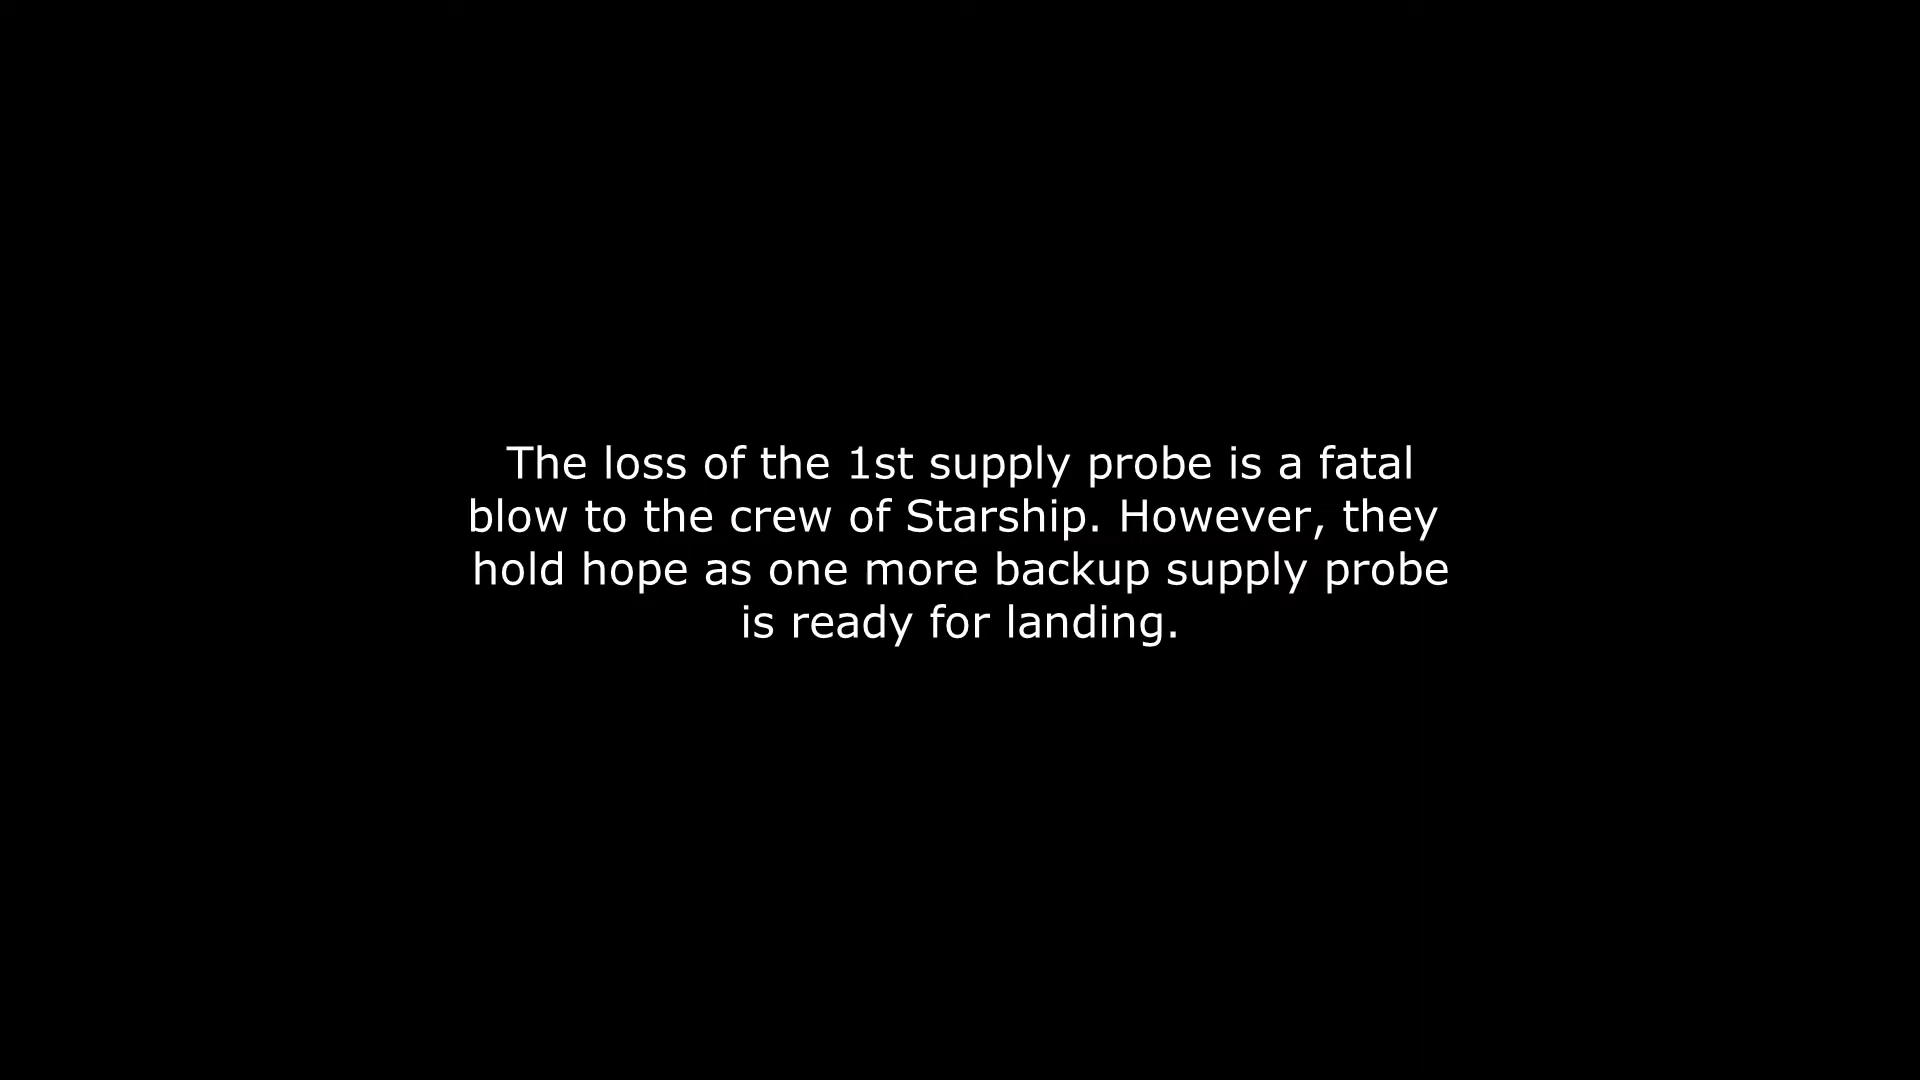 The loss of the 1st supply probe is a fatal
blow to the crew of Starship. However, they
hold hope as one more backup supply probe
is ready for landing.